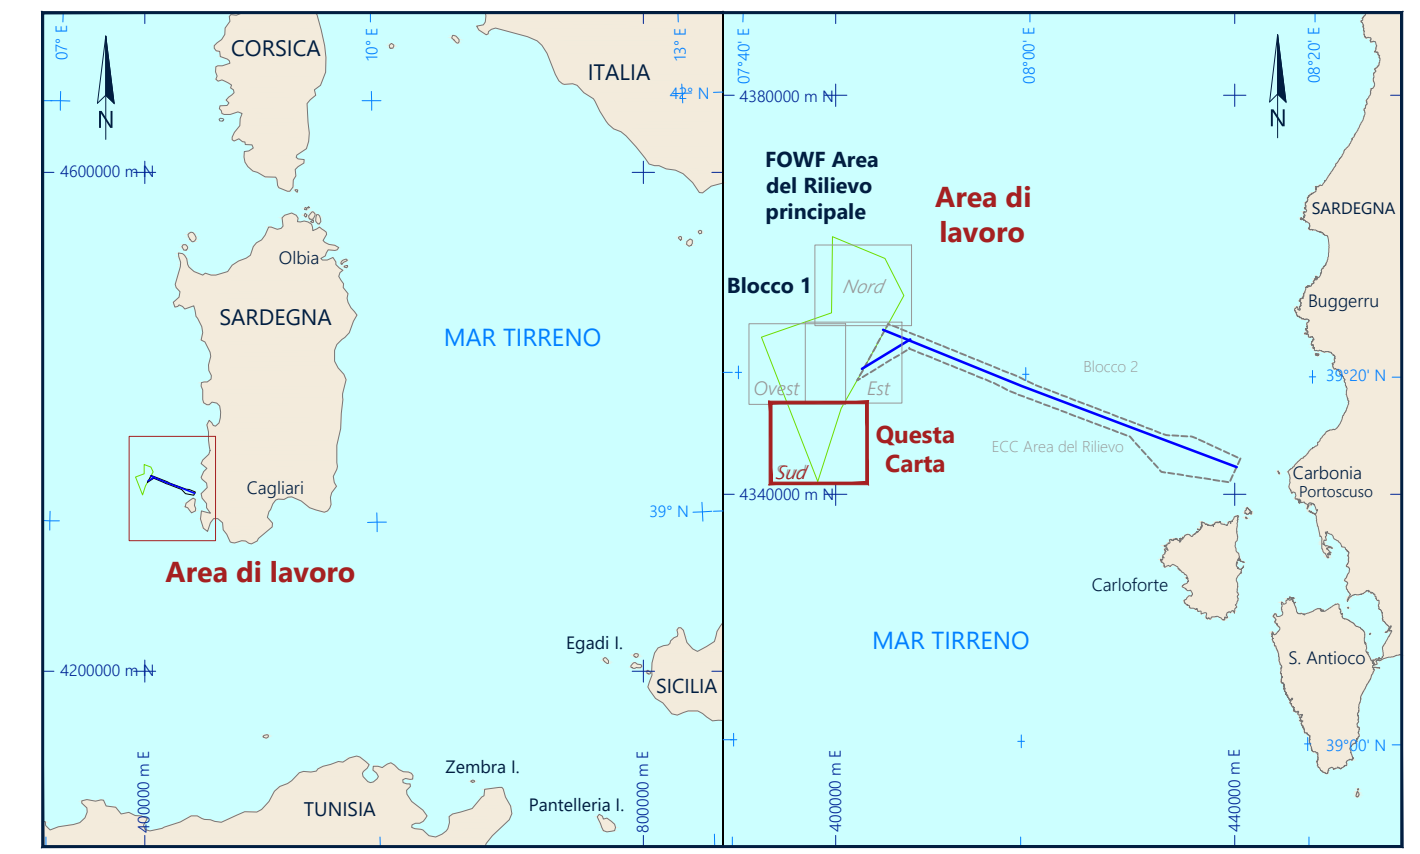 07° E
10° E
13° E
CORSICA
ITALIA
42° N
N
4600000 m N
Olbia
SARDEGNA
MAR TIRRENO
Cagliari
39° N
Area di lavoro
Egadi I.
4200000 m N
SICILIA
400000 m E
800000 m E
Zembra I.
Pantelleria I.
TUNISIA
07°40' E
08°00' E
08°20' E
4380000 m N
N
FOWF Area
del Rilievo
principale
Area di
lavoro
SARDEGNA
Blocco 1
Nord
Buggerru
Blocco 2
39°20' N
Ovest
Est
Questa
Carta
ECC Area del Rilievo
Sud
Carbonia
Portoscuso
4340000 m N
Carloforte
MAR TIRRENO
S. Antioco
39°00' N
400000 m E
440000 m E